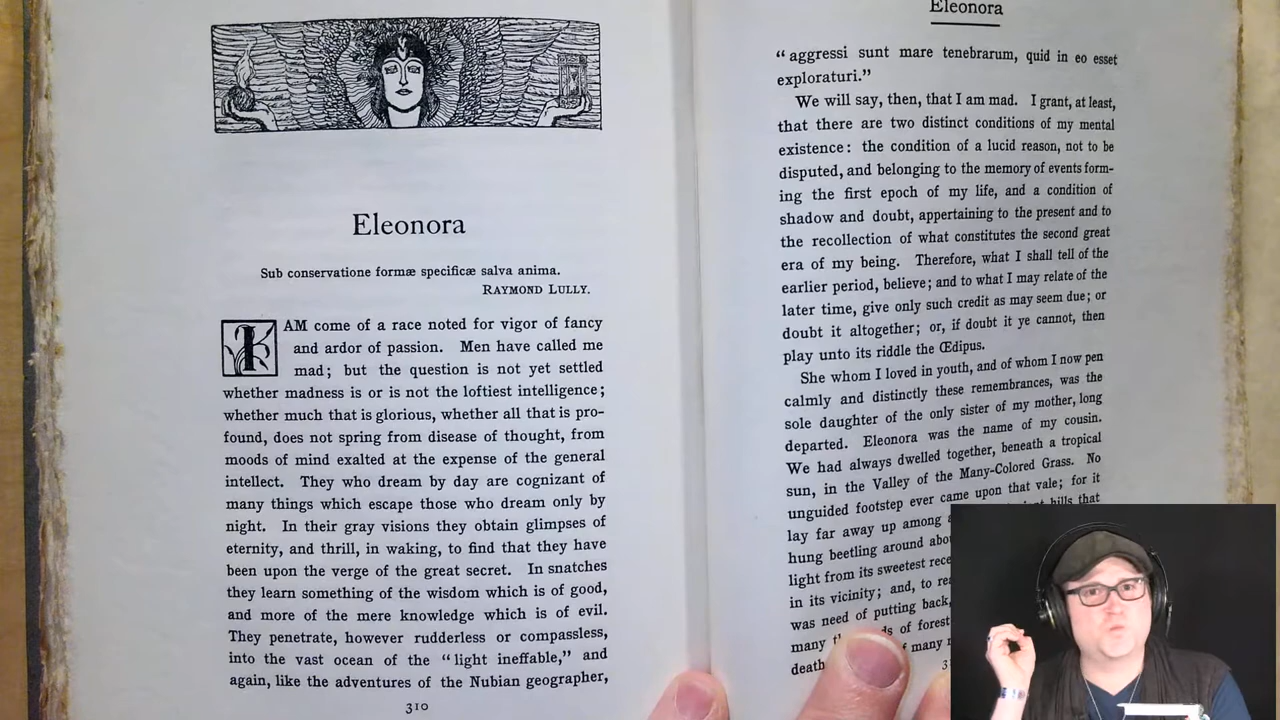 Eleonora
Sub conservatione formæ specificæ salva anima.
RAYMOND LULLY.
I AM come of a race noted for vigor of fancy
and ardor of passion. Men have called me
mad; but the question is not yet settled
whether madness is or is not the loftiest intelligence;
whether much that is glorious, whether all that is pro-
found, does not spring from disease of thought, from
moods of mind exalted at the expense of the general
intellect. They who dream by day are cognizant of
many things which escape those who dream only by
night. In their gray visions they obtain glimpses of
eternity, and thrill, in waking, to find that they have
been upon the verge of the great secret. In snatches
they learn something of the wisdom which is of good,
and more of the mere knowledge which is of evil.
They penetrate, however rudderless or compassless,
into the vast ocean of the "light ineffable," and
again, like the adventures of the Nubian geographer,
310
Eleonora
"aggressi sunt mare tenebrarum, quid in eo esset
exploraturi."
We will say, then, that I am mad. I grant, at least,
that there are two distinct conditions of my mental
existence: the condition of a lucid reason, not to be
disputed, and belonging to the memory of events form-
ing the first epoch of my life, and a condition of
shadow and doubt, appertaining to the present and to
the recollection of what constitutes the second great
era of my being. Therefore, what I shall tell of the
earlier period, believe; and to what I may relate of the
later time, give only such credit as may seem due; or
doubt it altogether; or, if doubt it ye cannot, then
play unto its riddle the Œdipus.
She whom I loved in youth, and of whom I now pen
calmly and distinctly these remembrances, was the
sole daughter of the only sister of my mother, long
departed. Eleonora was the name of my cousin.
We had always dwelled together, beneath a tropical
sun, in the Valley of the Many-Colored Grass. No
unguided footstep ever came upon that vale; for it
lay far away up among hills that
hung beetling around
light from its sweetest
in its vicinity; and, to
was need of putting back,
many of forest
death many